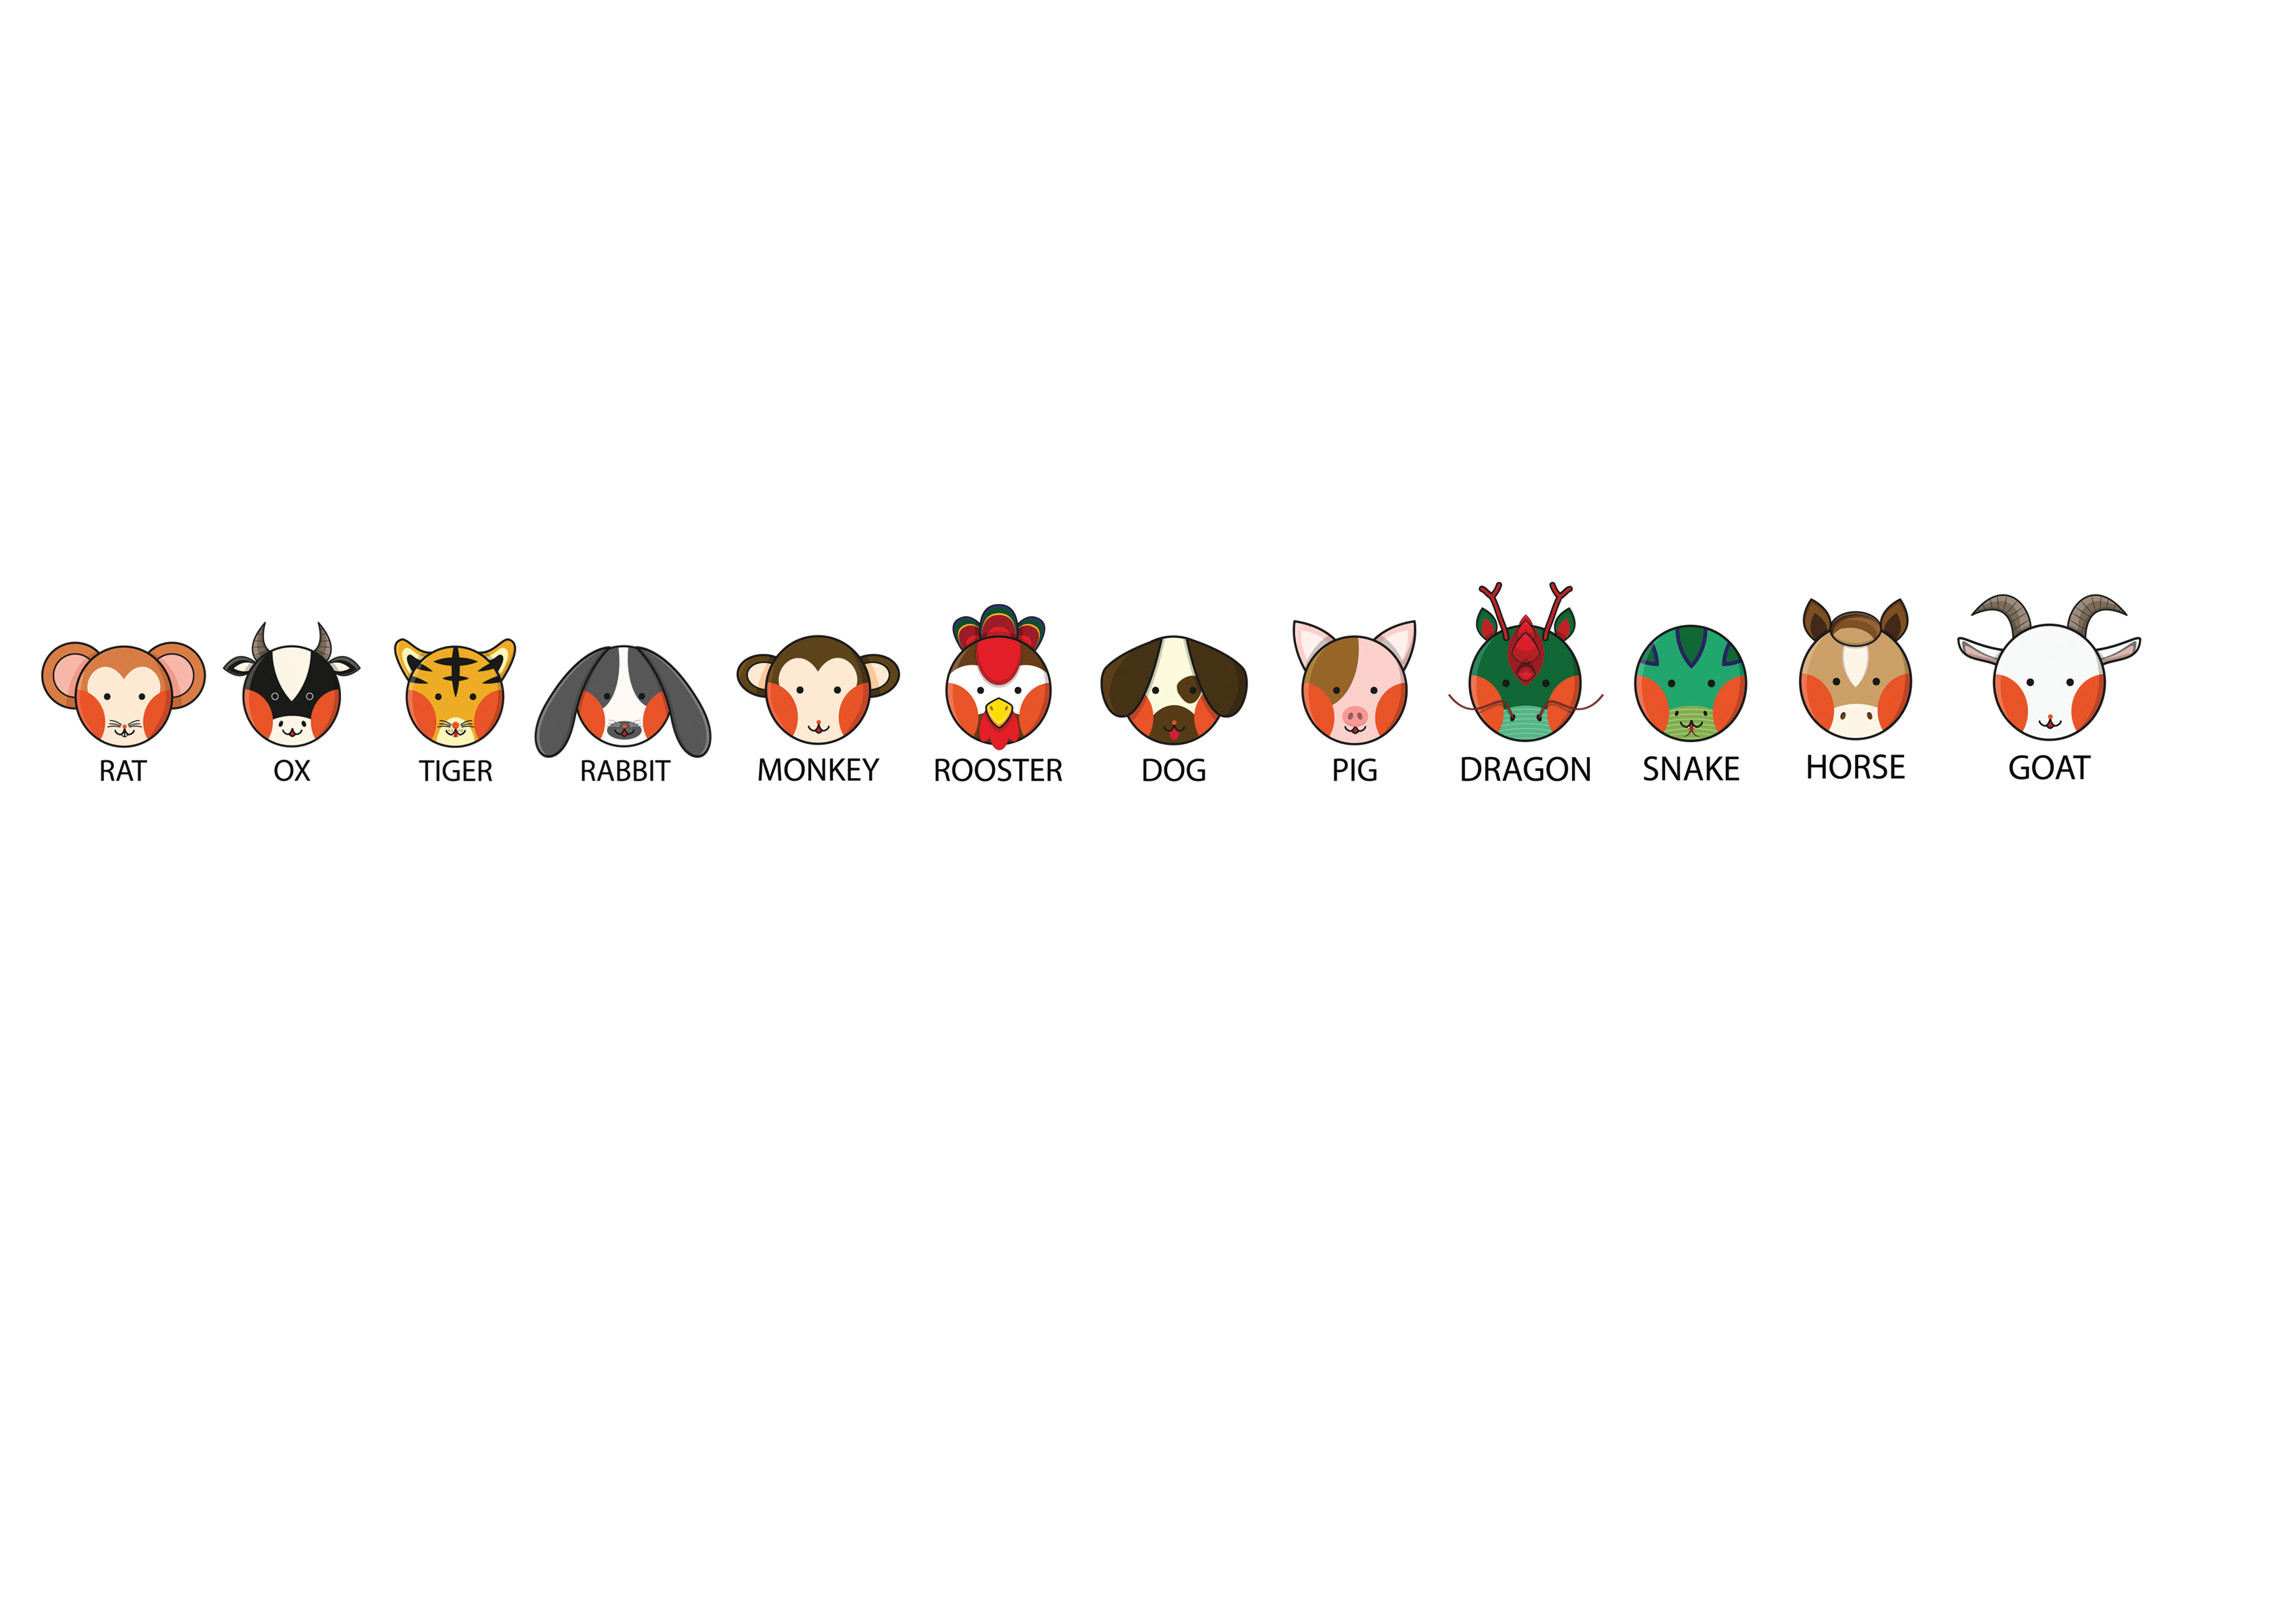 RAT OX TIGER RABBIT MONKEY ROOSTER DOG PIG DRAGON SNAKE HORSE GOAT